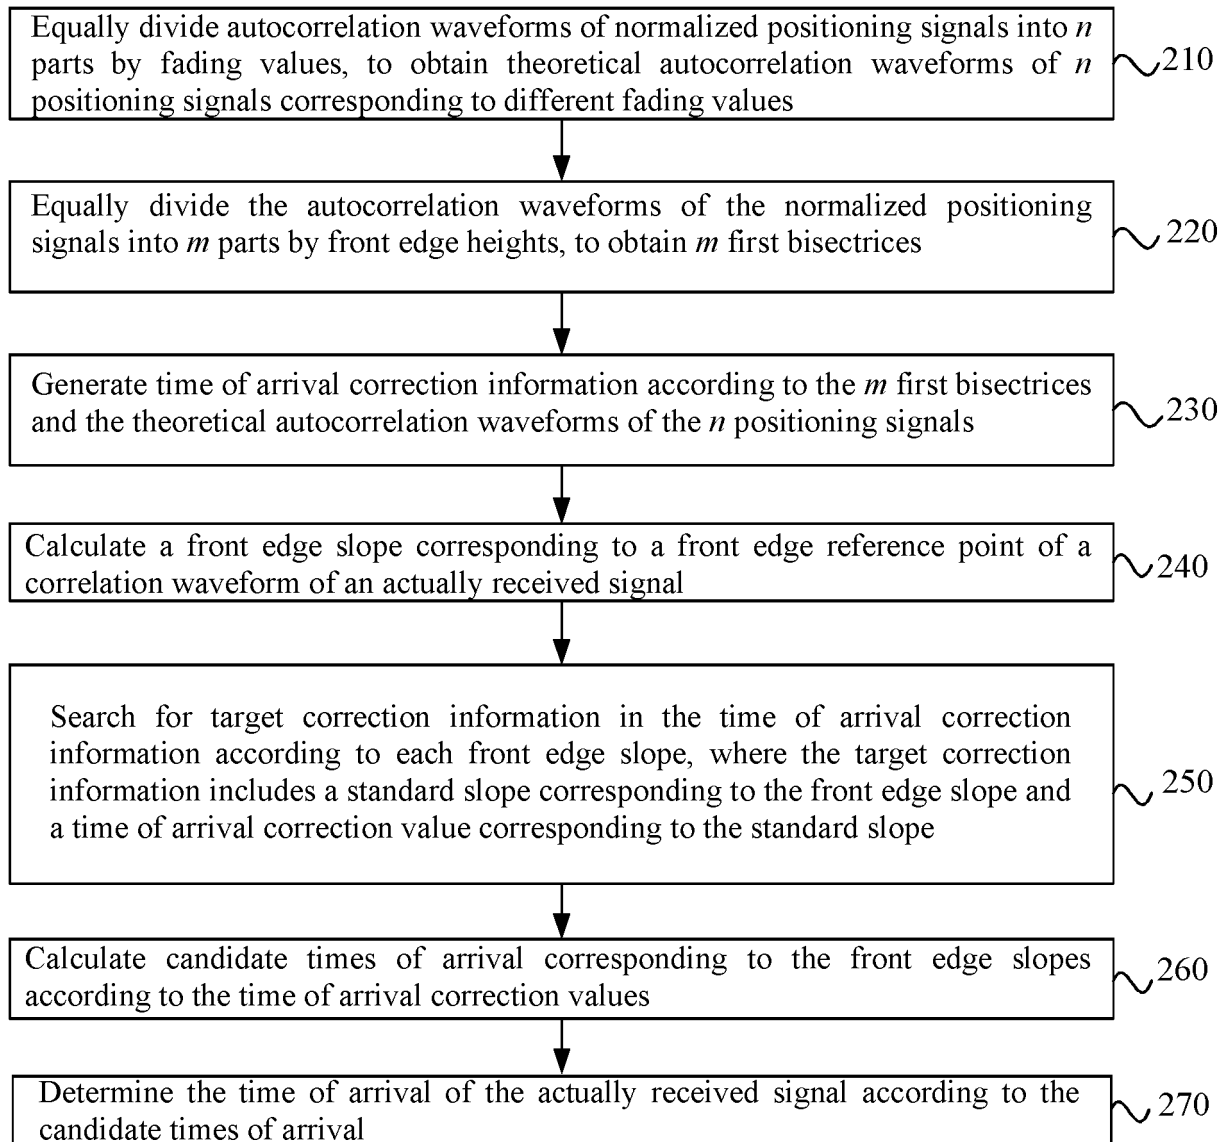 Equally divide autocorrelation waveforms of normalized positioning signals into n
parts by fading values, to obtain theoretical autocorrelation waveforms of n
positioning signals corresponding to different fading values
210
Equally divide the autocorrelation waveforms of the normalized positioning
signals into m parts by front edge heights, to obtain m first bisectrices
220
Generate time of arrival correction information according to the m first bisectrices
and the theoretical autocorrelation waveforms of the n positioning signals
230
Calculate a front edge slope corresponding to a front edge reference point of a
correlation waveform of an actually received signal
240
Search for target correction information in the time of arrival correction
information according to each front edge slope, where the target correction
information includes a standard slope corresponding to the front edge slope and
a time of arrival correction value corresponding to the standard slope
250
Calculate candidate times of arrival corresponding to the front edge slopes
according to the time of arrival correction values
260
Determine the time of arrival of the actually received signal according to the
candidate times of arrival
270